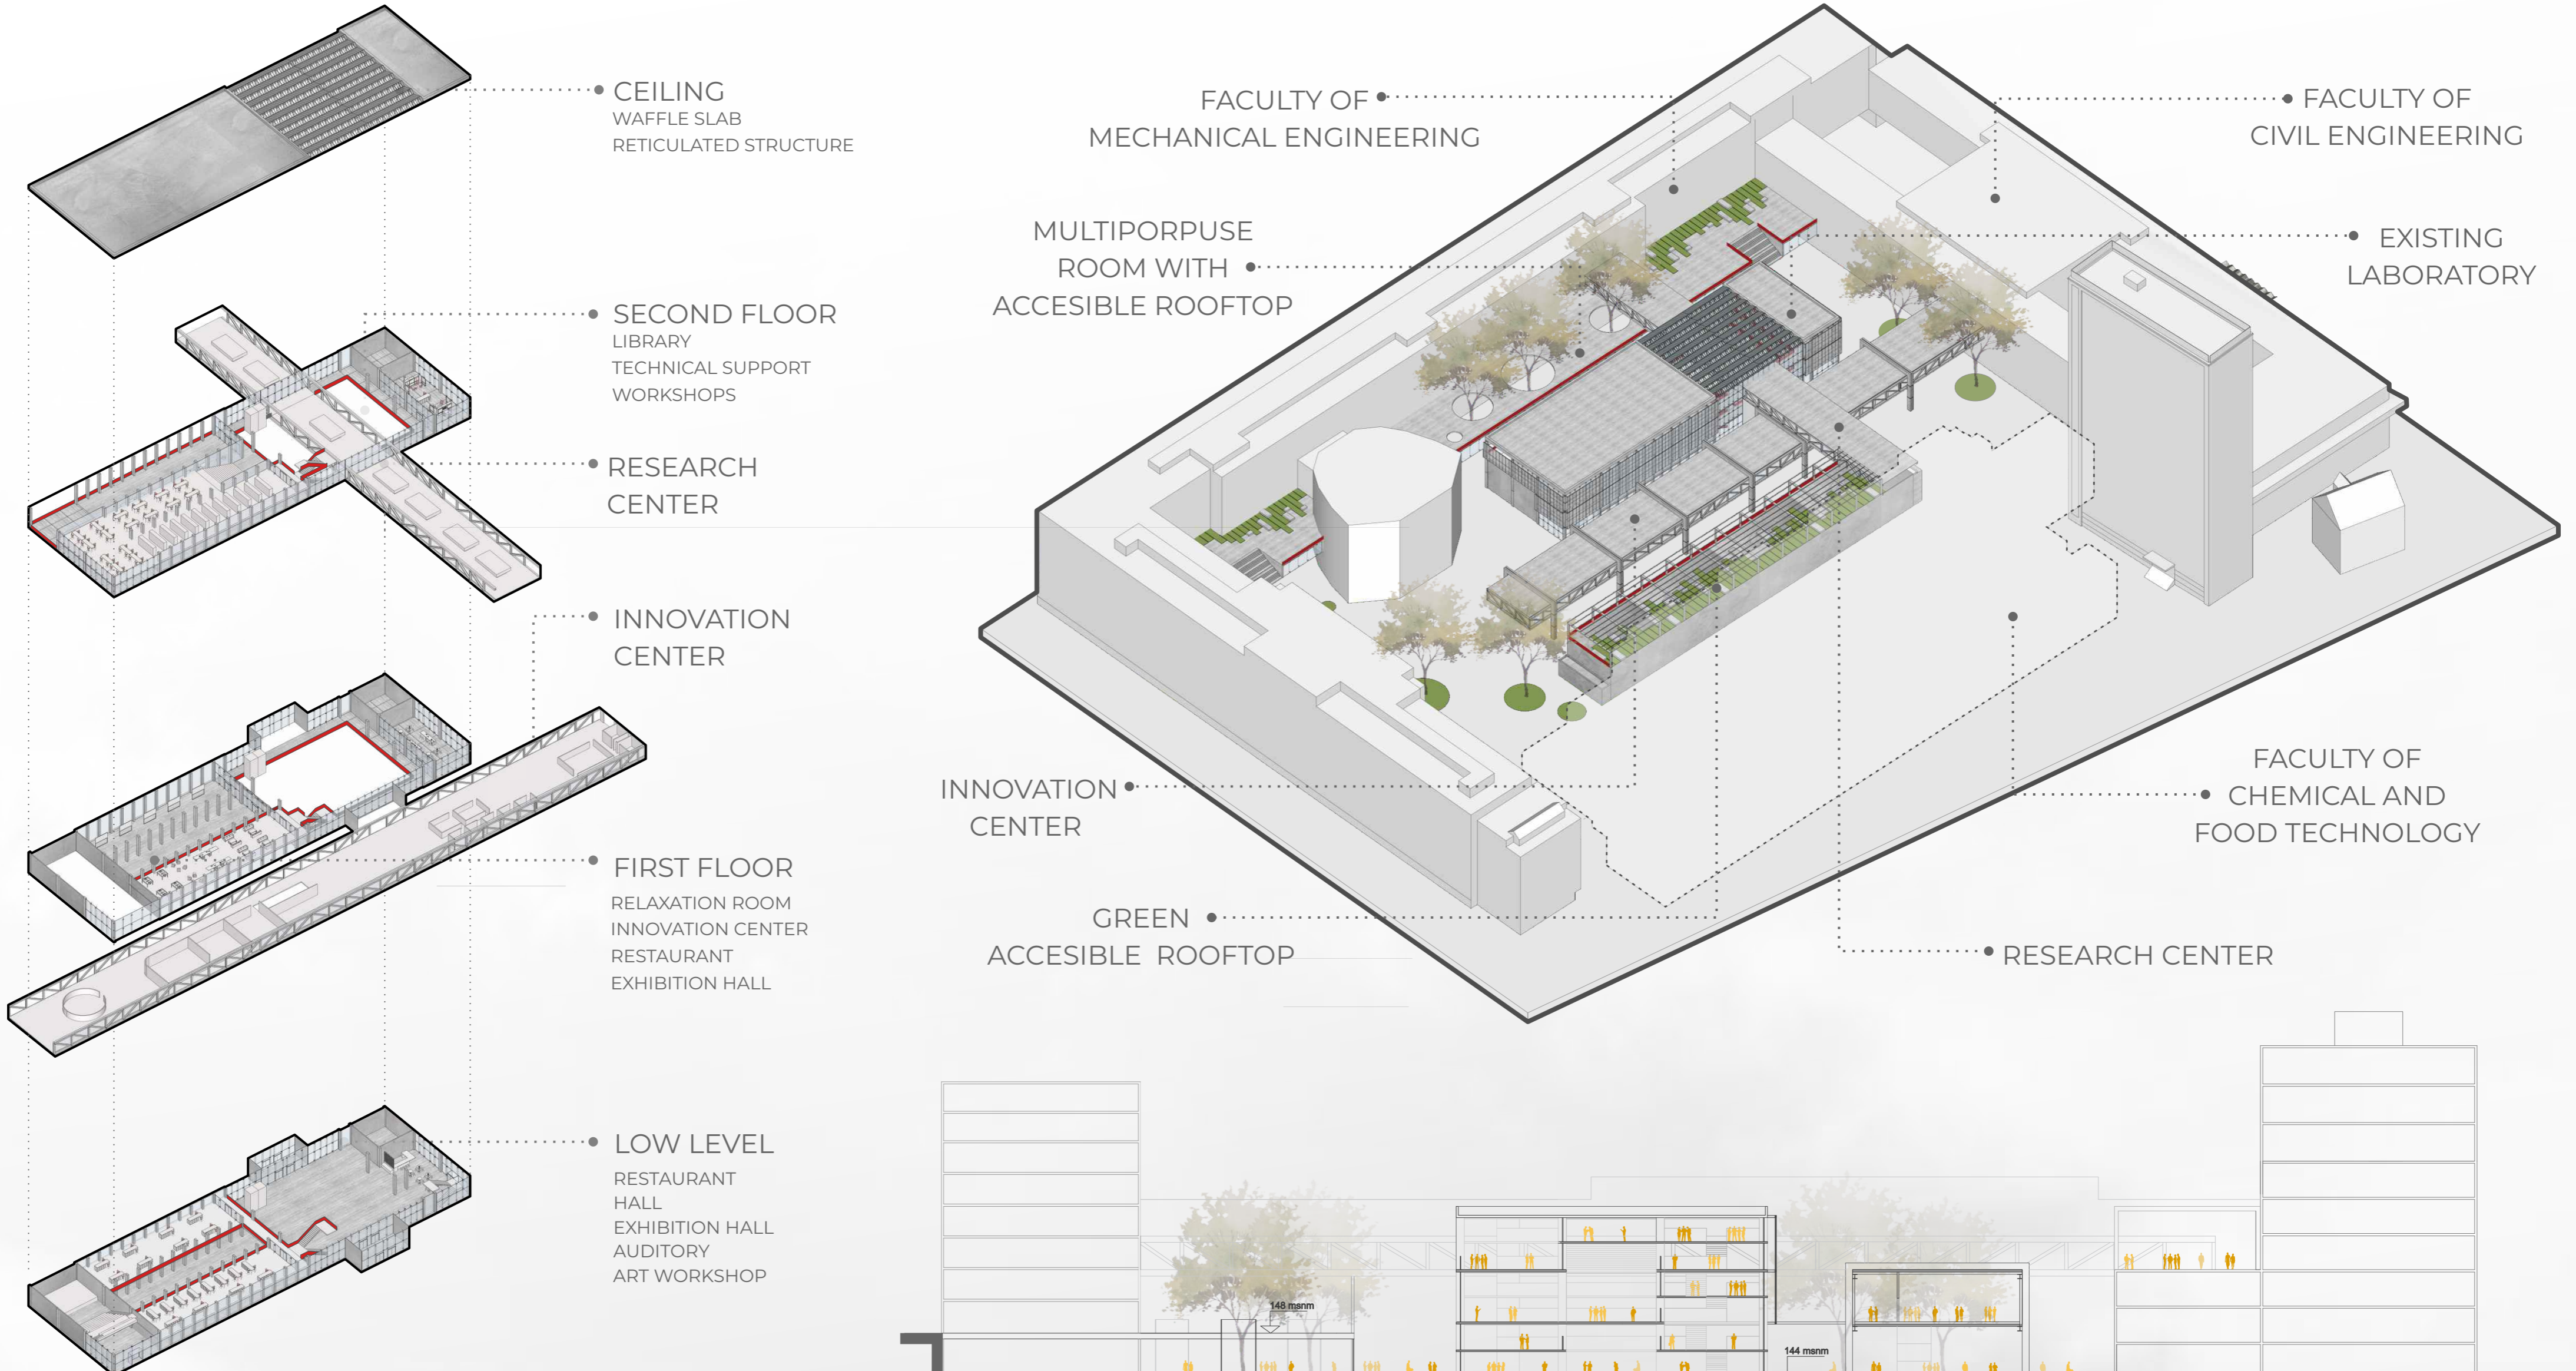 CEILING
WAFFLE SLAB
RETICULATED STRUCTURE
SECOND FLOOR
LIBRARY
TECHNICAL SUPPORT
WORKSHOPS
RESEARCH
CENTER
INNOVATION
CENTER
FIRST FLOOR
RELAXATION ROOM
INNOVATION CENTER
RESTAURANT
EXHIBITION HALL
LOW LEVEL
RESTAURANT
HALL
EXHIBITION HALL
AUDITORY
ART WORKSHOP
FACULTY OF
MECHANICAL ENGINEERING
MULTIPORPUSE
ROOM WITH
ACCESIBLE ROOFTOP
FACULTY OF
CIVIL ENGINEERING
EXISTING
LABORATORY
INNOVATION
CENTER
GREEN
ACCESIBLE ROOFTOP
FACULTY OF
CHEMICAL AND
FOOD TECHNOLOGY
RESEARCH CENTER
148 msnm
144 msnm